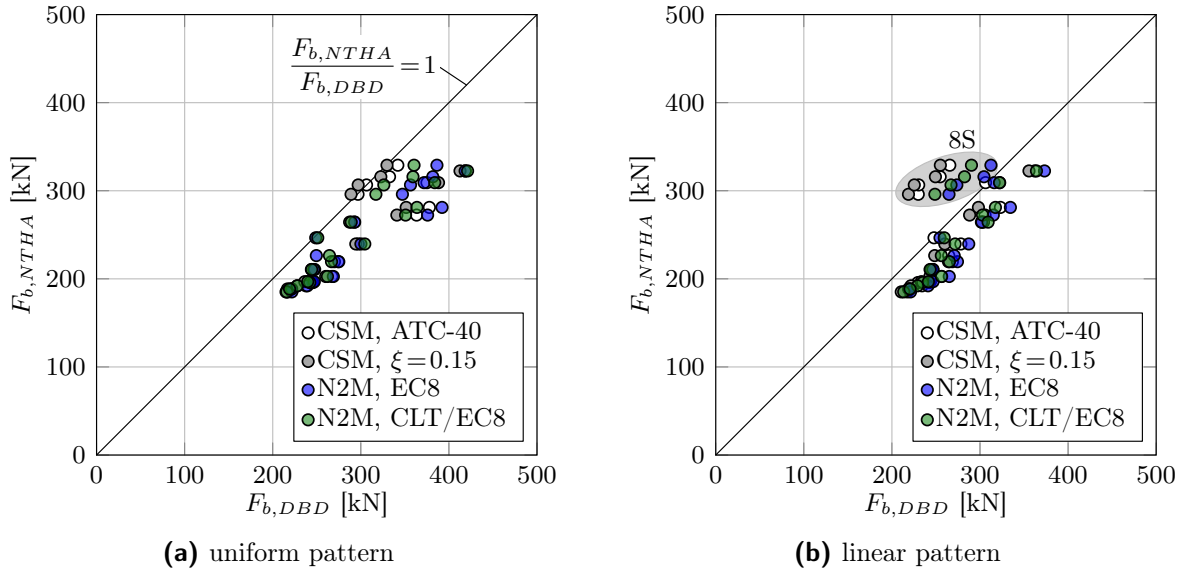 500
400
300
200
100
0
0
100
200
300
400
500
F_{b,NTHA} [kN]
F_{b,DBD} [kN]
F_{b,NTHA}
F_{b,DBD}
=1
CSM, ATC-40
CSM, ξ=0.15
N2M, EC8
N2M, CLT/EC8
(a) uniform pattern
500
400
300
200
100
0
0
100
200
300
400
500
F_{b,NTHA} [kN]
F_{b,DBD} [kN]
8S
CSM, ATC-40
CSM, ξ=0.15
N2M, EC8
N2M, CLT/EC8
(b) linear pattern